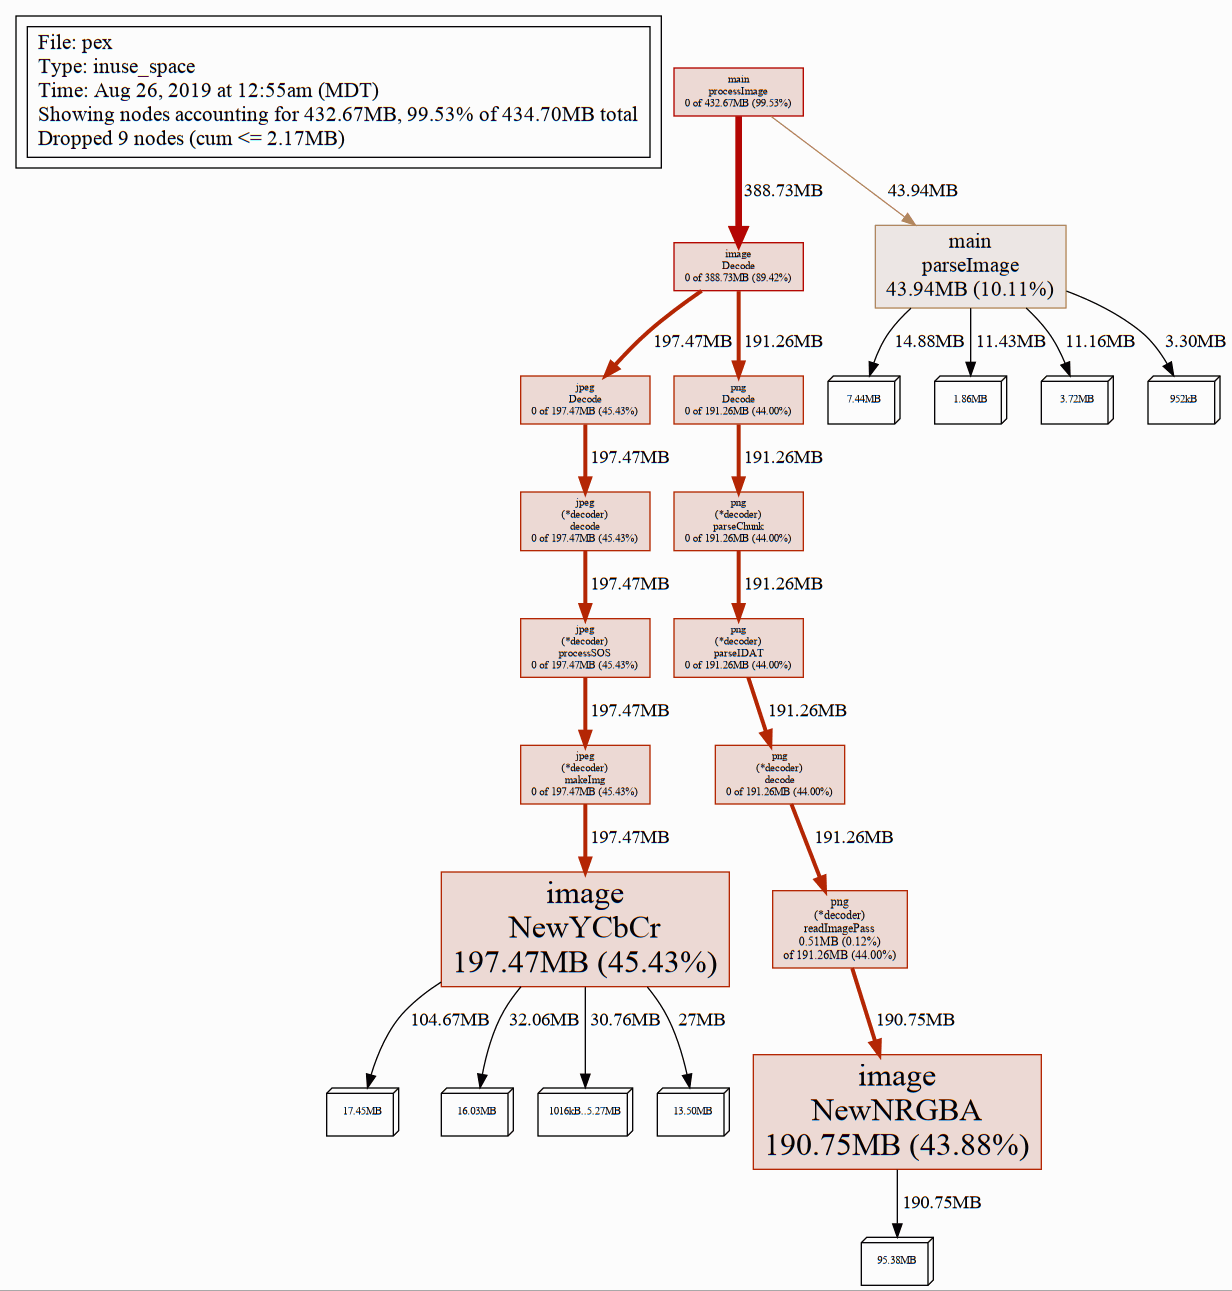 File: pex
Type: inuse_space
Time: Aug 26, 2019 at 12:55am (MDT)
Showing nodes accounting for 432.67MB, 99.53% of 434.70MB total
Dropped 9 nodes (cum <= 2.17MB)
main
processImage
0 of 432.67MB (99.53%)
388.73MB
43.94MB
image
Decode
0 of 388.73MB (89.42%)
main
parseImage
43.94MB (10.11%)
197.47MB
191.26MB
14.88MB
11.43MB
11.16MB
3.30MB
jpeg
Decode
0 of 197.47MB (45.43%)
png
Decode
0 of 191.26MB (44.00%)
7.44MB
1.86MB
3.72MB
952kB
197.47MB
191.26MB
jpeg
(*decoder)
decode
0 of 197.47MB (45.43%)
png
(*decoder)
parseChunk
0 of 191.26MB (44.00%)
197.47MB
191.26MB
jpeg
(*decoder)
processSOS
0 of 197.47MB (45.43%)
png
(*decoder)
parseIDAT
0 of 191.26MB (44.00%)
197.47MB
191.26MB
jpeg
(*decoder)
makeImg
0 of 197.47MB (45.43%)
png
(*decoder)
decode
0 of 191.26MB (44.00%)
197.47MB
191.26MB
image
NewYCbCr
197.47MB (45.43%)
png
(*decoder)
readImagePass
0.51MB (0.12%)
of 191.26MB (44.00%)
104.67MB
32.06MB
30.76MB
27MB
190.75MB
17.45MB
16.03MB
1016kB..5.27MB
13.50MB
image
NewNRGBA
190.75MB (43.88%)
190.75MB
95.38MB